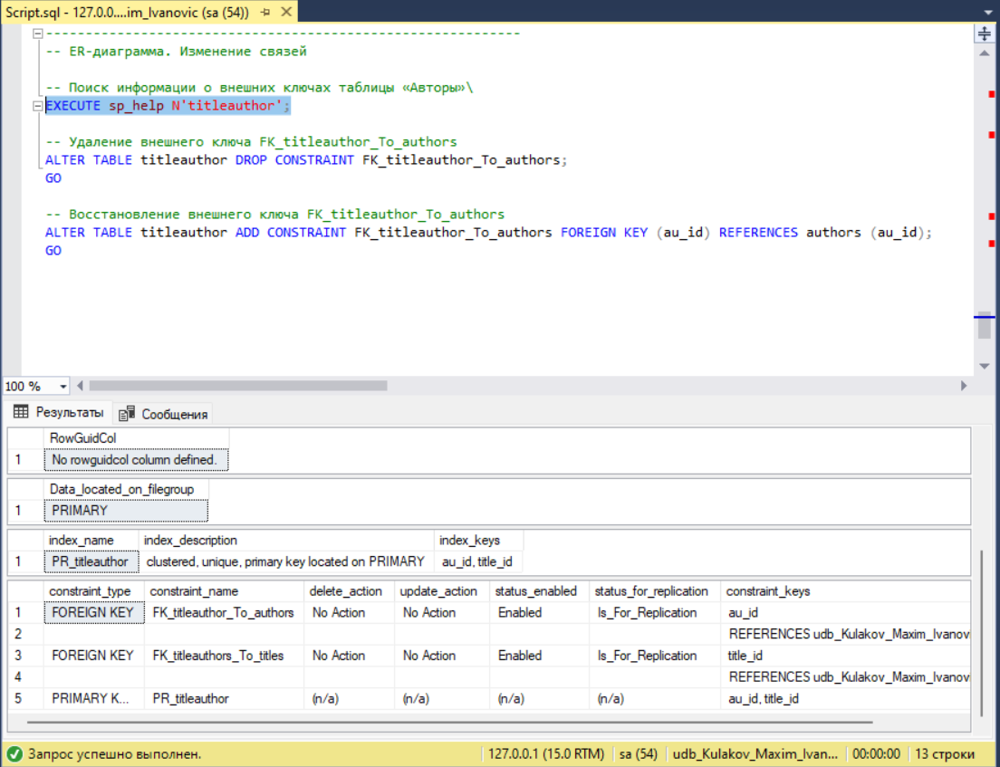 Script.sql - 127.0.0....im_Ivanovic (sa (54))
------------------------------------------------------------
-- ER-диаграмма. Изменение связей
-- Поиск информации о внешних ключах таблицы «Авторы»\
EXECUTE sp_help N'titleauthor';
-- Удаление внешнего ключа FK_titleauthor_To_authors
ALTER TABLE titleauthor DROP CONSTRAINT FK_titleauthor_To_authors;
GO
-- Восстановление внешнего ключа FK_titleauthor_To_authors
ALTER TABLE titleauthor ADD CONSTRAINT FK_titleauthor_To_authors FOREIGN KEY (au_id) REFERENCES authors (au_id);
GO
100 %
Результаты Сообщения
RowGuidCol
1 No rowguidcol column defined.
Data_located_on_filegroup
1 PRIMARY
index_name index_description index_keys
1 PR_titleauthor clustered, unique, primary key located on PRIMARY au_id, title_id
constraint_type constraint_name delete_action update_action status_enabled status_for_replication constraint_keys
1 FOREIGN KEY FK_titleauthor_To_authors No Action No Action Enabled Is_For_Replication au_id
2 REFERENCES udb_Kulakov_Maxim_Ivanov
3 FOREIGN KEY FK_titleauthors_To_titles No Action No Action Enabled Is_For_Replication title_id
4 REFERENCES udb_Kulakov_Maxim_Ivanov
5 PRIMARY K... PR_titleauthor (n/a) (n/a) (n/a) (n/a) au_id, title_id
Запрос успешно выполнен. 127.0.0.1 (15.0 RTM) sa (54) udb_Kulakov_Maxim_Ivan... 00:00:00 13 строки